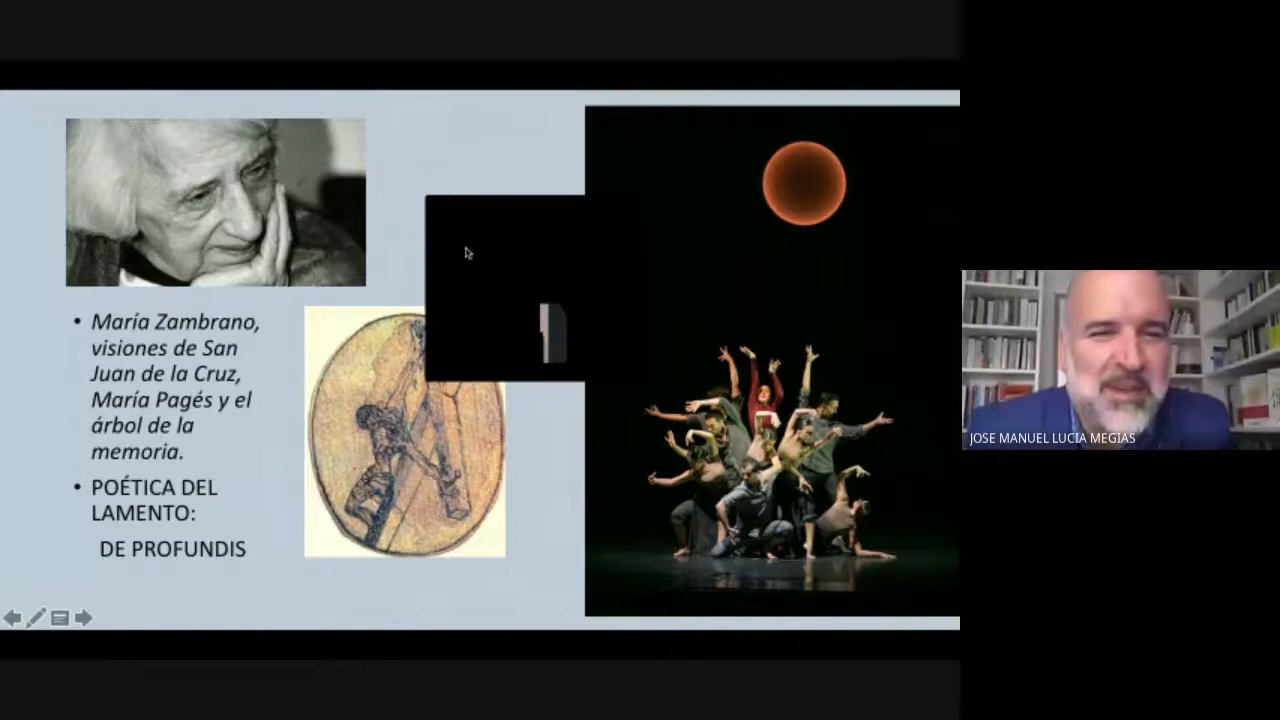 • María Zambrano,
visiones de San
Juan de la Cruz,
María Pagés y el
árbol de la
memoria.
• POÉTICA DEL
LAMENTO:
DE PROFUNDIS
JOSE MANUEL LUCIA MEGIAS